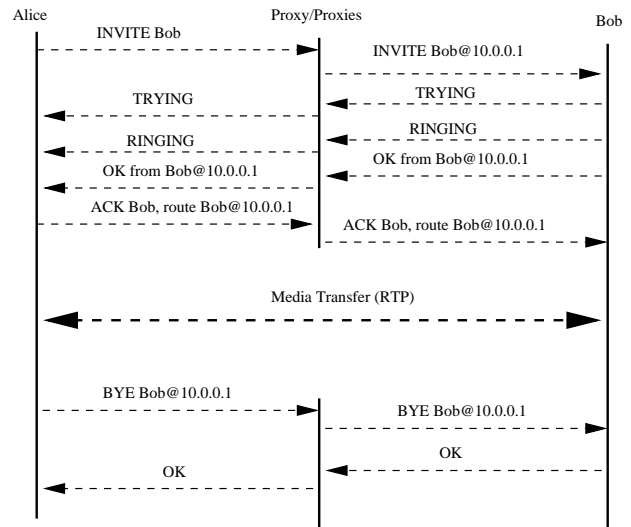 Alice
Proxy/Proxies
Bob
INVITE Bob
INVITE Bob@10.0.0.1
TRYING
TRYING
RINGING
RINGING
OK from Bob@10.0.0.1
OK from Bob@10.0.0.1
ACK Bob, route Bob@10.0.0.1
ACK Bob, route Bob@10.0.0.1
Media Transfer (RTP)
BYE Bob@10.0.0.1
BYE Bob@10.0.0.1
OK
OK